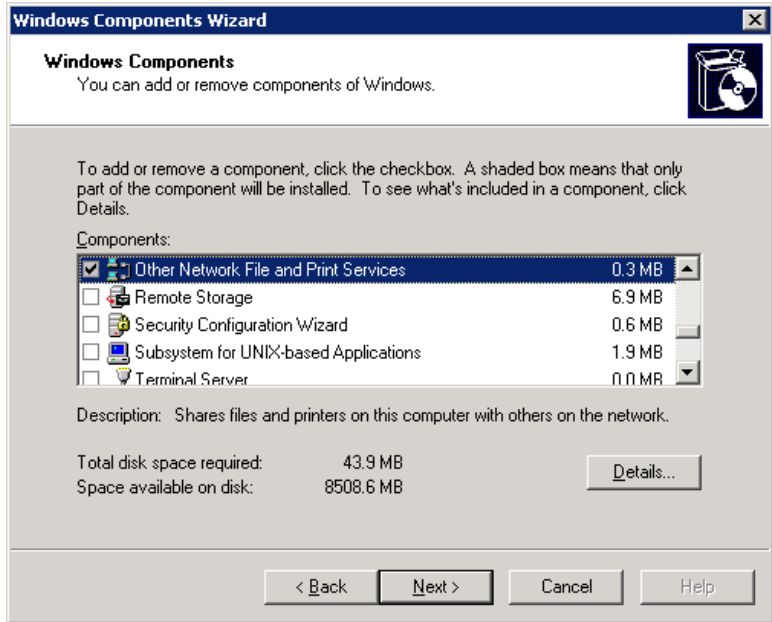 Windows Components Wizard
Windows Components
You can add or remove components of Windows.
To add or remove a component, click the checkbox. A shaded box means that only
part of the component will be installed. To see what's included in a component, click
Details.
Components:
Other Network File and Print Services 0.3 MB
Remote Storage 6.9 MB
Security Configuration Wizard 0.6 MB
Subsystem for UNIX-based Applications 1.9 MB
Terminal Server 0.0 MB
Description: Shares files and printers on this computer with others on the network.
Total disk space required: 43.9 MB
Space available on disk: 8508.6 MB
Details...
< Back Next > Cancel Help